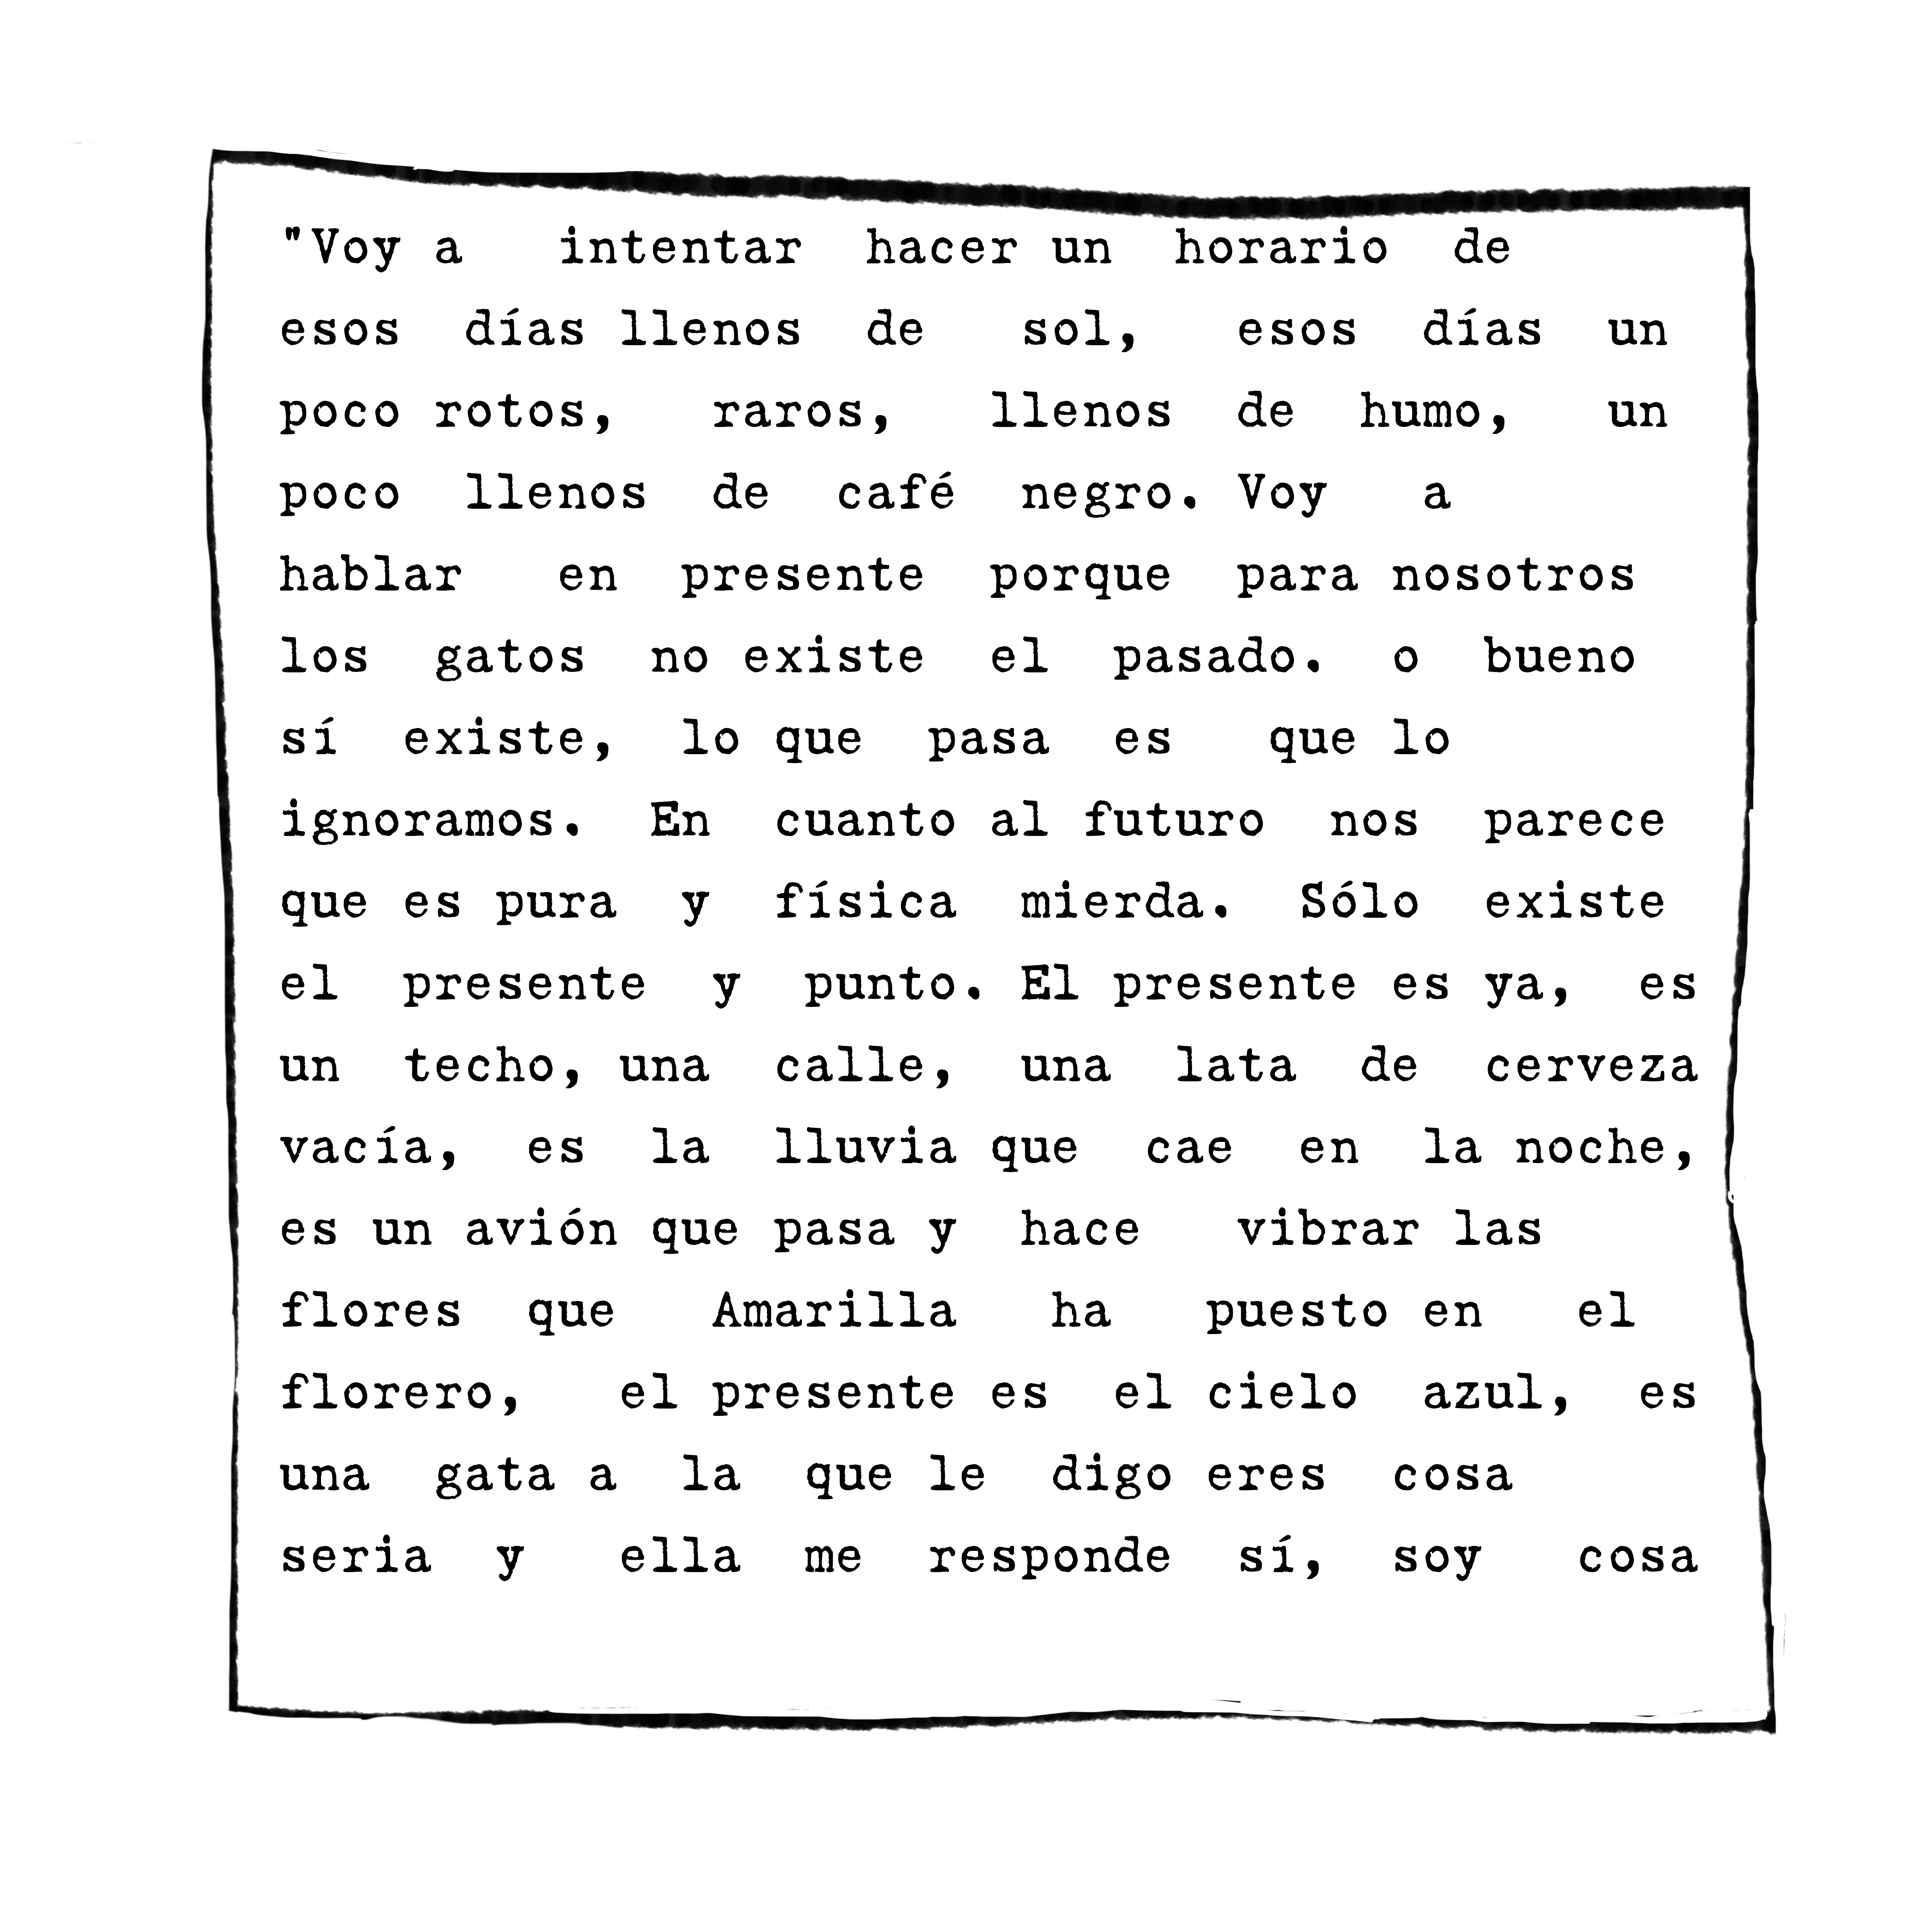 "Voy a intentar hacer un horario de
esos días llenos de sol, esos días un
poco rotos, raros, llenos de humo, un
poco llenos de café negro. Voy a
hablar en presente porque para nosotros
los gatos no existe el pasado. o bueno
sí existe, lo que pasa es que lo
ignoramos. En cuanto al futuro nos parece
que es pura y física mierda. Sólo existe
el presente y punto. El presente es ya, es
un techo, una calle, una lata de cerveza
vacía, es la lluvia que cae en la noche,
es un avión que pasa y hace vibrar las
flores que Amarilla ha puesto en el
florero, el presente es el cielo azul, es
una gata a la que le digo eres cosa
seria y ella me responde sí, soy cosa